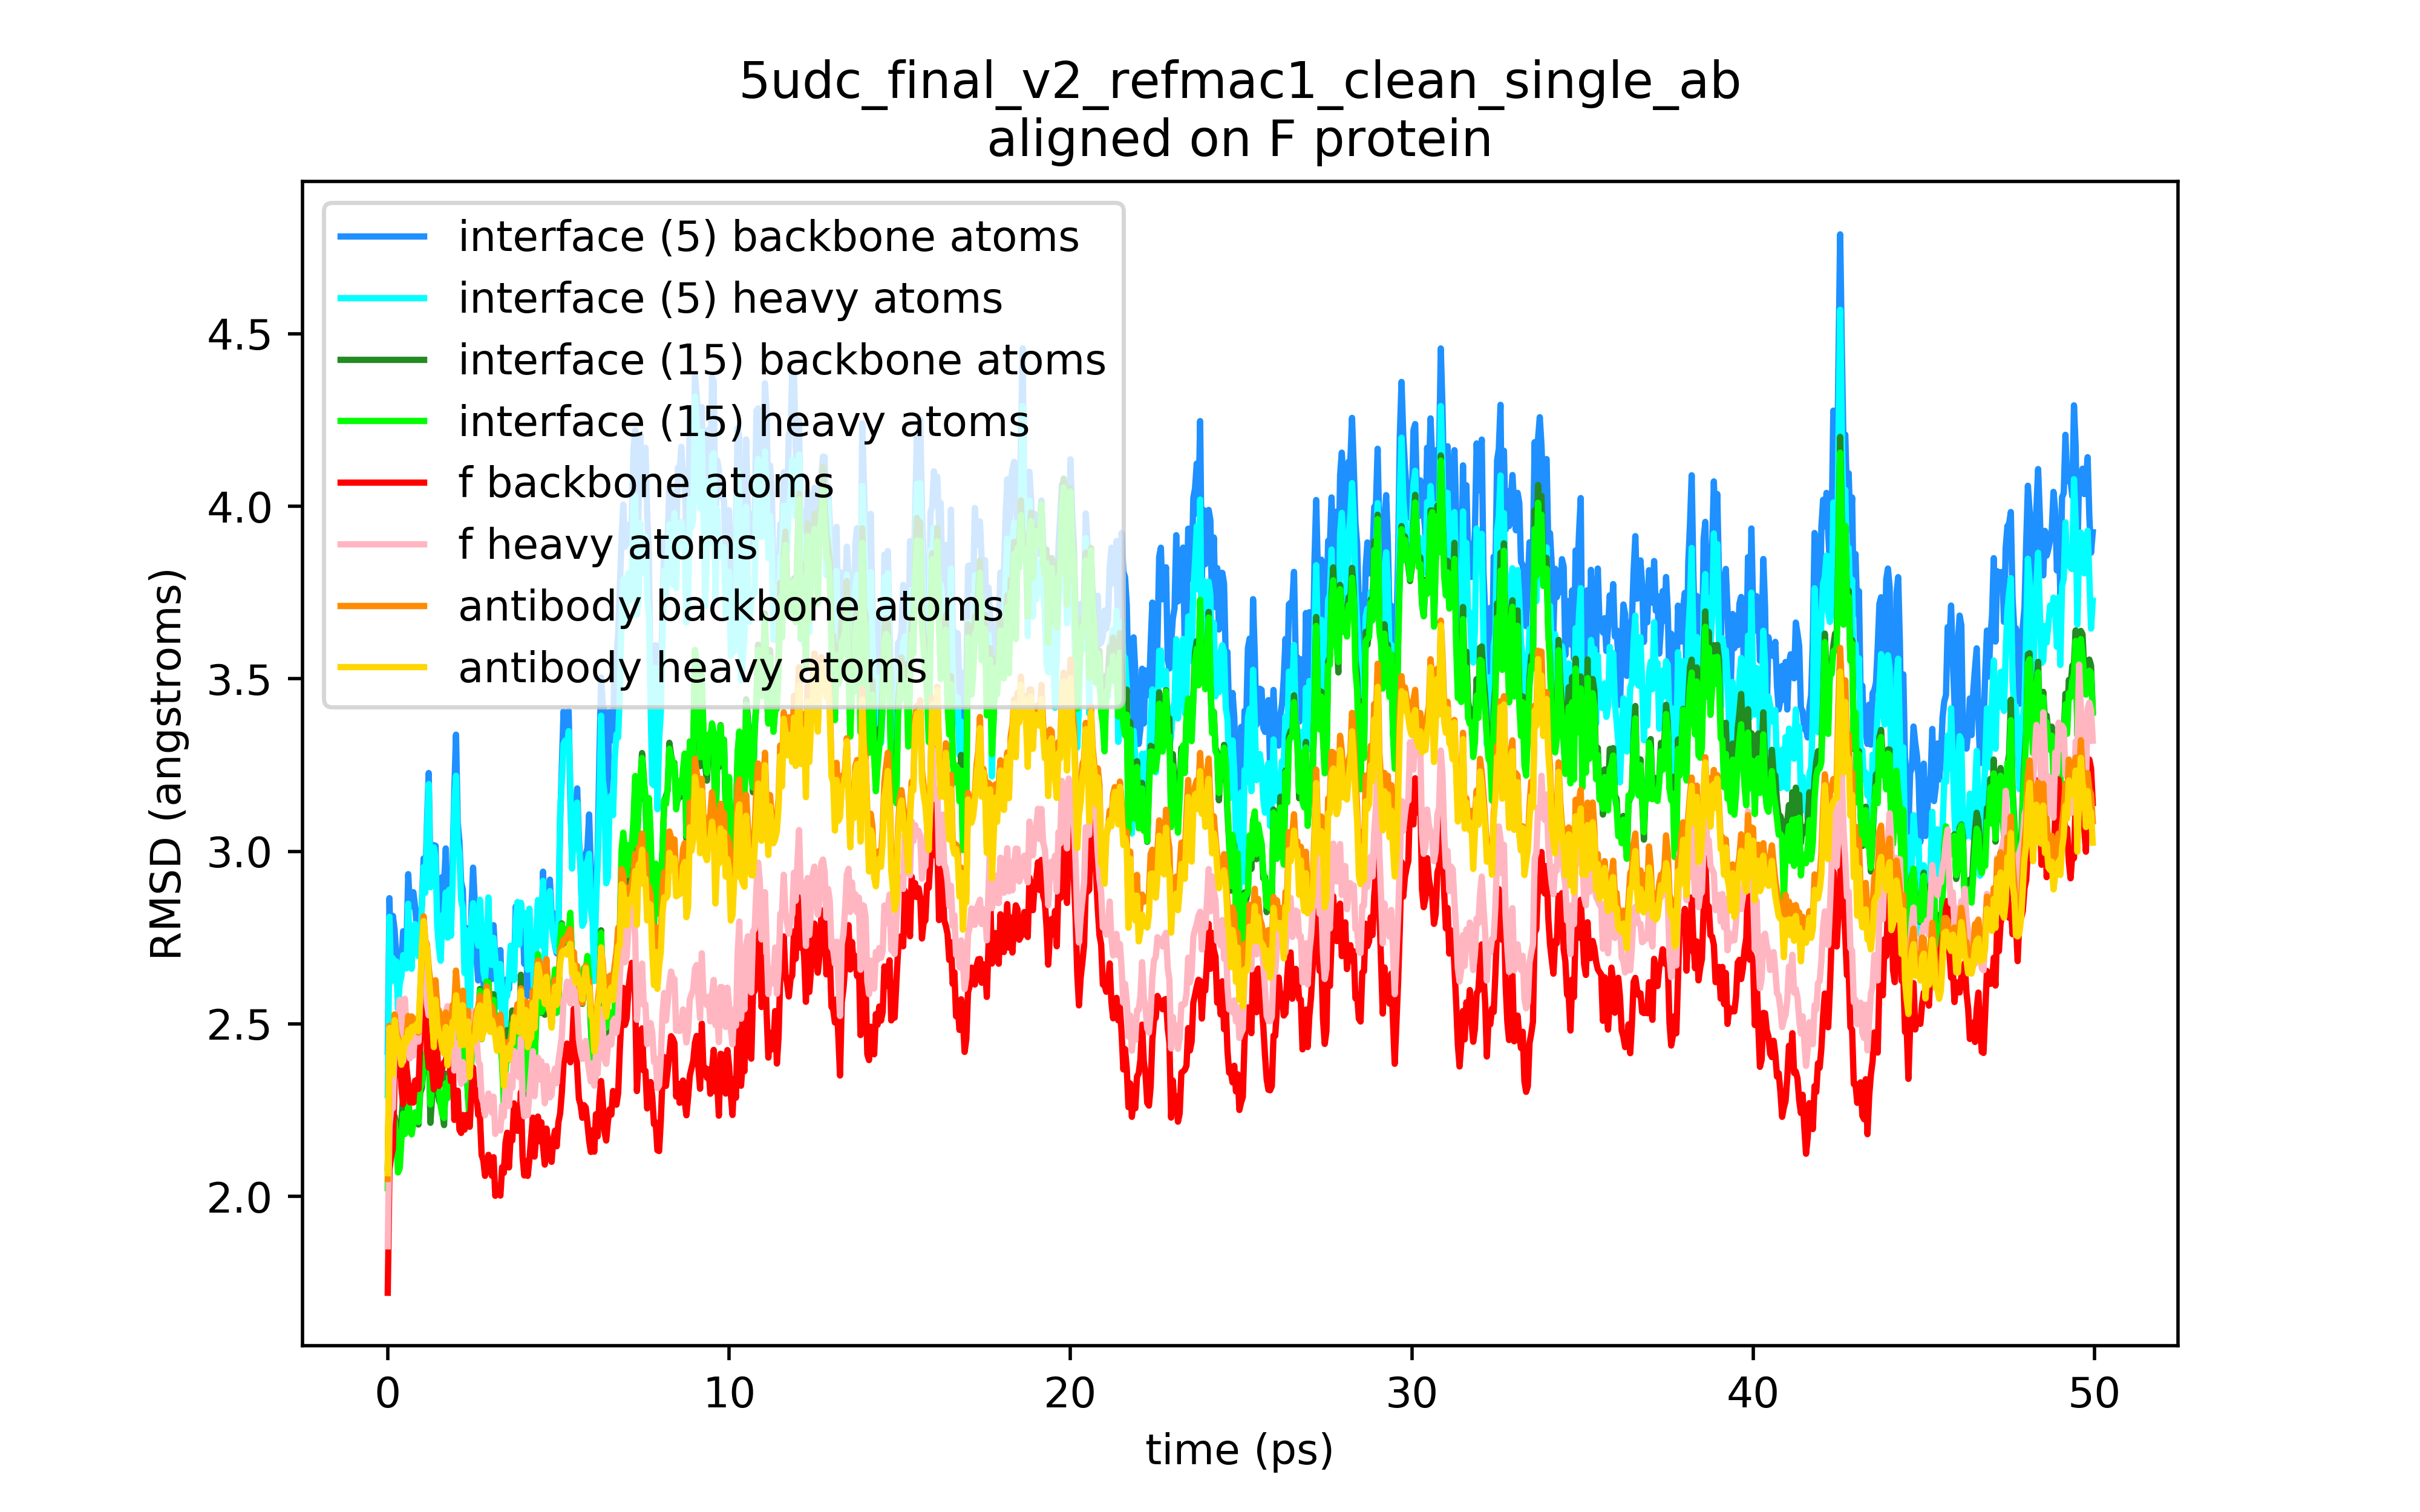 5udc_final_v2_refmac1_clean_single_ab
aligned on F protein
interface (5) backbone atoms
interface (5) heavy atoms
interface (15) backbone atoms
interface (15) heavy atoms
f backbone atoms
f heavy atoms
antibody backbone atoms
antibody heavy atoms
RMSD (angstroms)
4.5
4.0
3.5
3.0
2.5
2.0
0 10 20 30 40 50
time (ps)